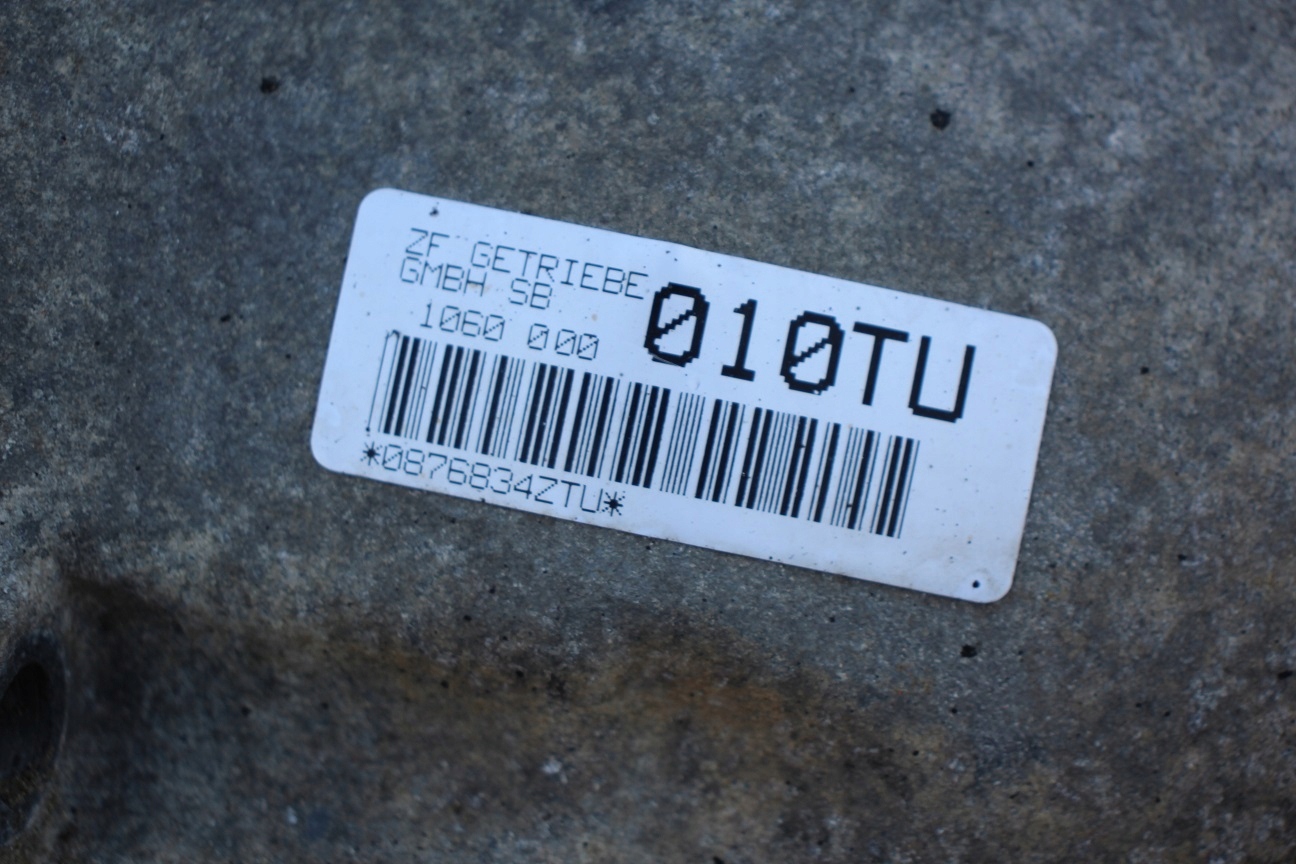 ZF GETRIEBE
GMBH SB
010TU
1060 000
*0876834ZTU*